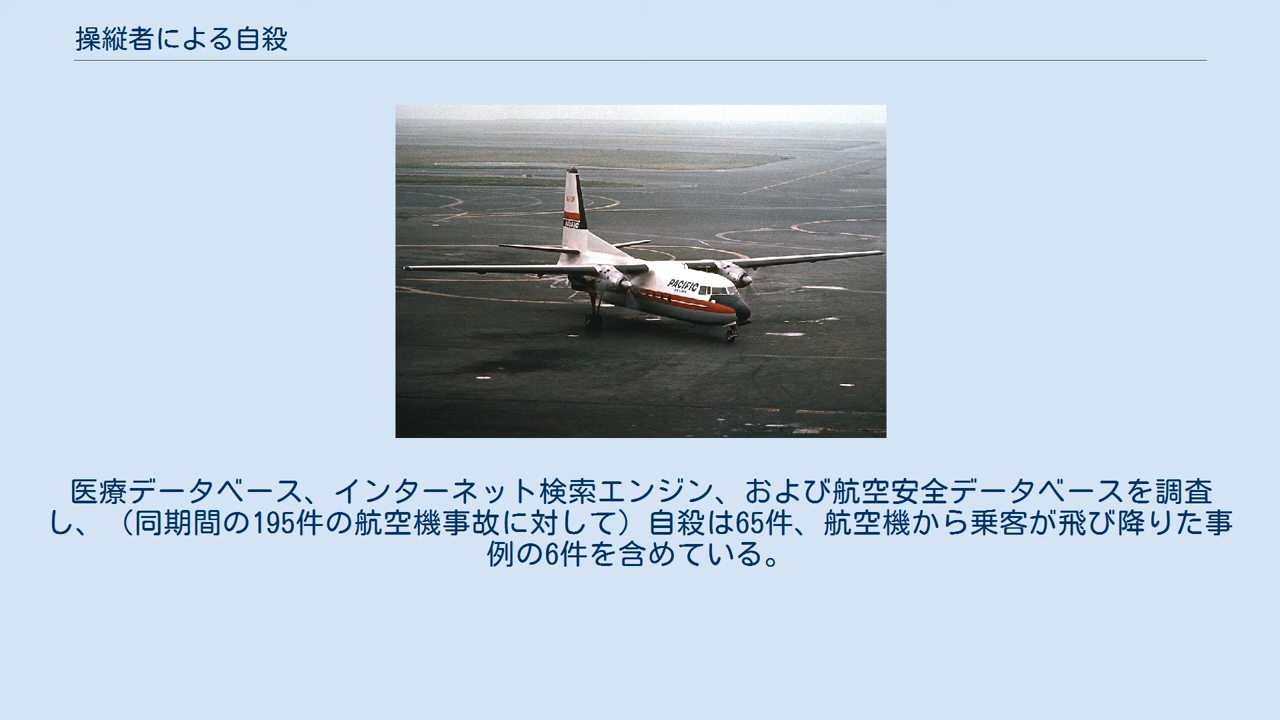 操縦者による自殺
PACIFIC
医療データベース、インターネット検索エンジン、および航空安全データベースを調査
し、（同期間の195件の航空機事故に対して）自殺は65件、航空機から乗客が飛び降りた事
例の6件を含めている。